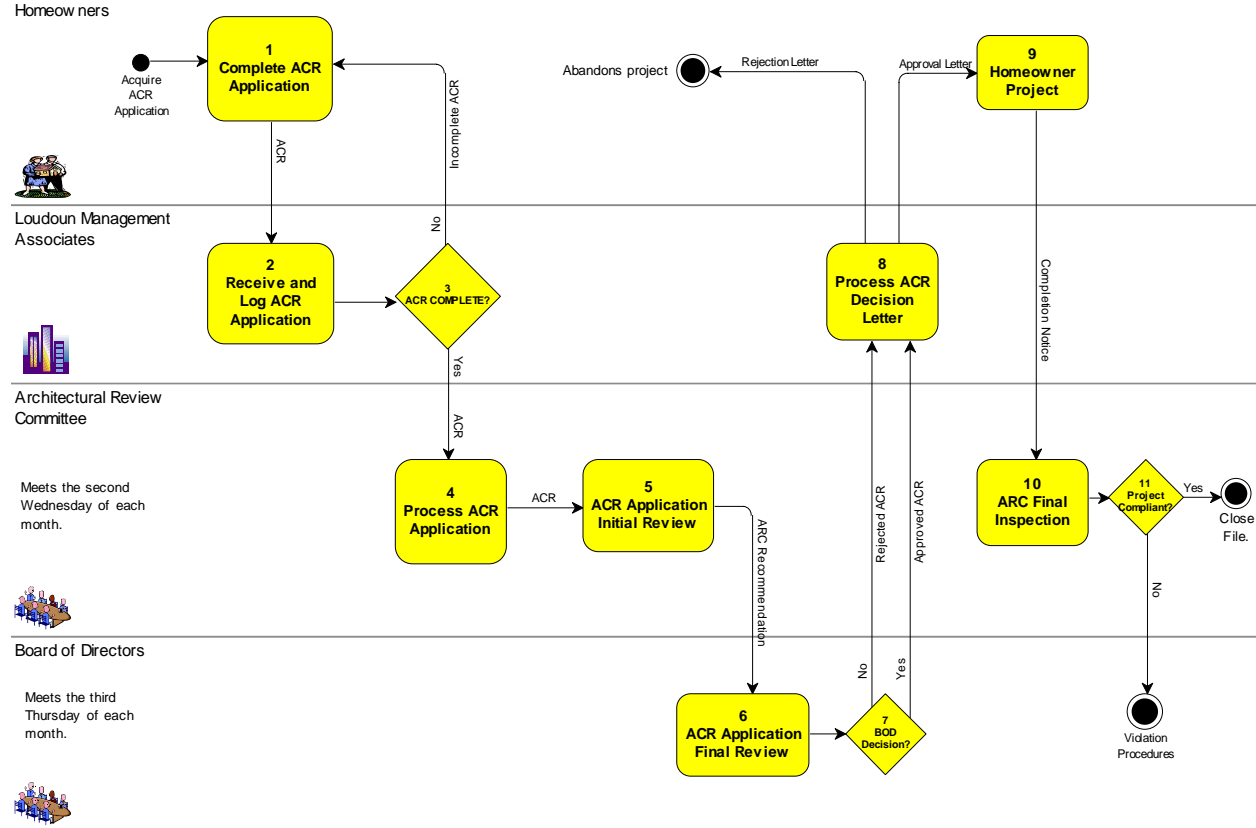 Homeowners
Acquire
ACR
Application
1
Complete ACR
Application
ACR
Incomplete ACR
No
Abandons project
Rejection Letter
Approval Letter
9
Homeowner
Project
Loudoun Management
Associates
2
Receive and
Log ACR
Application
3
ACR COMPLETE?
Yes
8
Process ACR
Decision
Letter
Completion Notice
Architectural Review
Committee
Meets the second
Wednesday of each
month.
ACR
4
Process ACR
Application
ACR
5
ACR Application
Initial Review
ARC Recommendation
Rejected ACR
Approved ACR
10
ARC Final
Inspection
11
Project
Compliant?
Yes
Close
File.
No
Board of Directors
Meets the third
Thursday of each
month.
6
ACR Application
Final Review
7
BOD
Decision?
No
Yes
Violation
Procedures